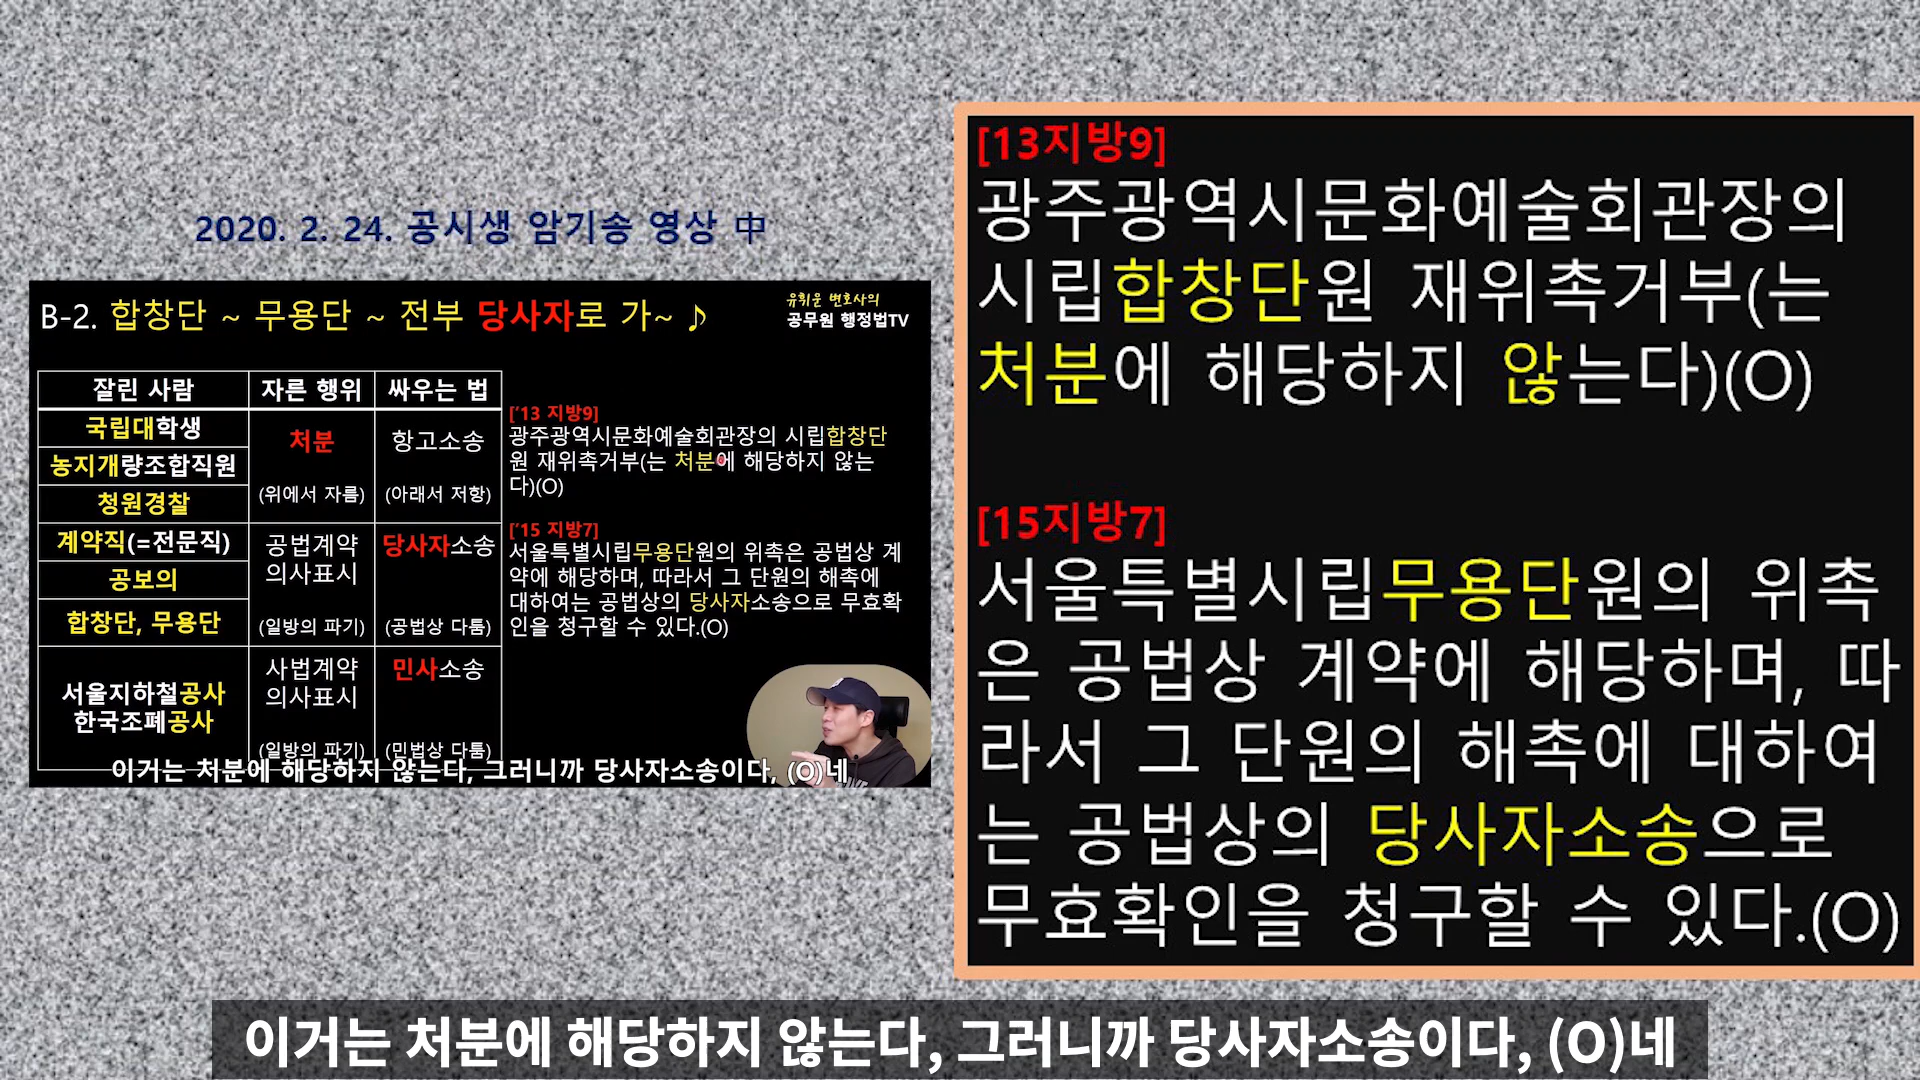 2020. 2. 24. 공시생 암기송 영상 中
B-2. 합창단 ~ 무용단 ~ 전부 당사자로 가~ ♪
유휘운 변호사의
공무원 행정법TV
잘린 사람 자른 행위 싸우는 법
국립대학생
농지개량조합직원
청원경찰
처분 항고소송
(위에서 자름) (아래서 저항)
계약직(=전문직)
공보의
합창단, 무용단
공법계약
의사표시
당사자소송
(일방의 파기) (공법상 다툼)
서울지하철공사
한국조폐공사
사법계약
의사표시
민사소송
(일방의 파기) (민법상 다툼)
['13 지방9]
광주광역시문화예술회관장의 시립합창단
원 재위촉거부(는 처분에 해당하지 않는
다)(O)
['15 지방7]
서울특별시립무용단원의 위촉은 공법상 계
약에 해당하며, 따라서 그 단원의 해촉에
대하여는 공법상의 당사자소송으로 무효확
인을 청구할 수 있다.(O)
이거는 처분에 해당하지 않는다, 그러니까 당사자소송이다, (O)네
[13지방9]
광주광역시문화예술회관장의
시립합창단원 재위촉거부(는
처분에 해당하지 않는다)(O)
[15지방7]
서울특별시립무용단원의 위촉
은 공법상 계약에 해당하며, 따
라서 그 단원의 해촉에 대하여
는 공법상의 당사자소송으로
무효확인을 청구할 수 있다.(O)
이거는 처분에 해당하지 않는다, 그러니까 당사자소송이다, (O)네